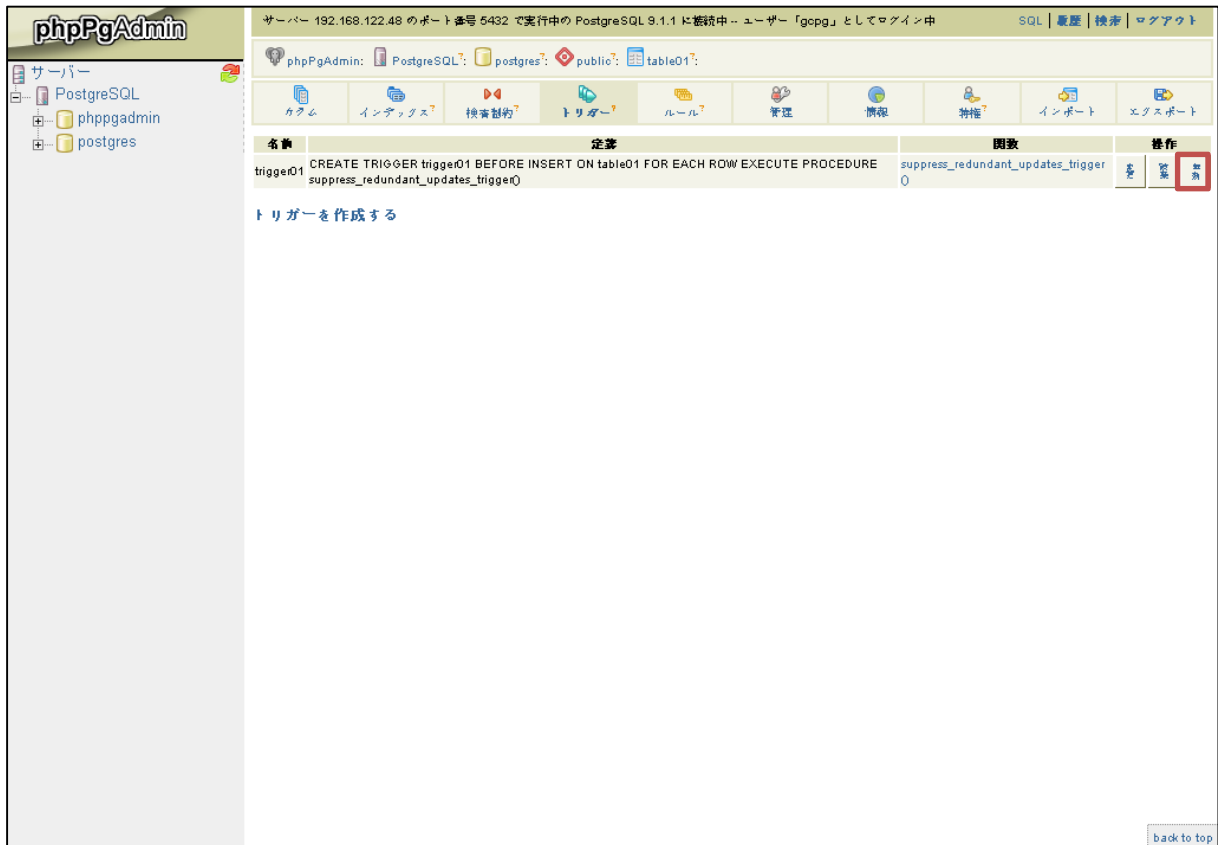 phpPgAdmin
サーバー
PostgreSQL
phppgadmin
postgres
サーバー 192.168.122.48 のポート番号 5432 で実行中の PostgreSQL 9.1.1 に接続中 -- ユーザー「gcpg」としてログイン中
SQL | 履歴 | 検索 | ログアウト
phpPgAdmin: PostgreSQL?: postgres?: public?: table01?:
カラム インデックス? 検査制約? トリガー? ルール? 管理 情報 特権? インポート エクスポート
名前 定義 関数 操作
trigger01 CREATE TRIGGER trigger01 BEFORE INSERT ON table01 FOR EACH ROW EXECUTE PROCEDURE
suppress_redundant_updates_trigger()
suppress_redundant_updates_trigger
()
変更 破棄 無効
トリガーを作成する
back to top